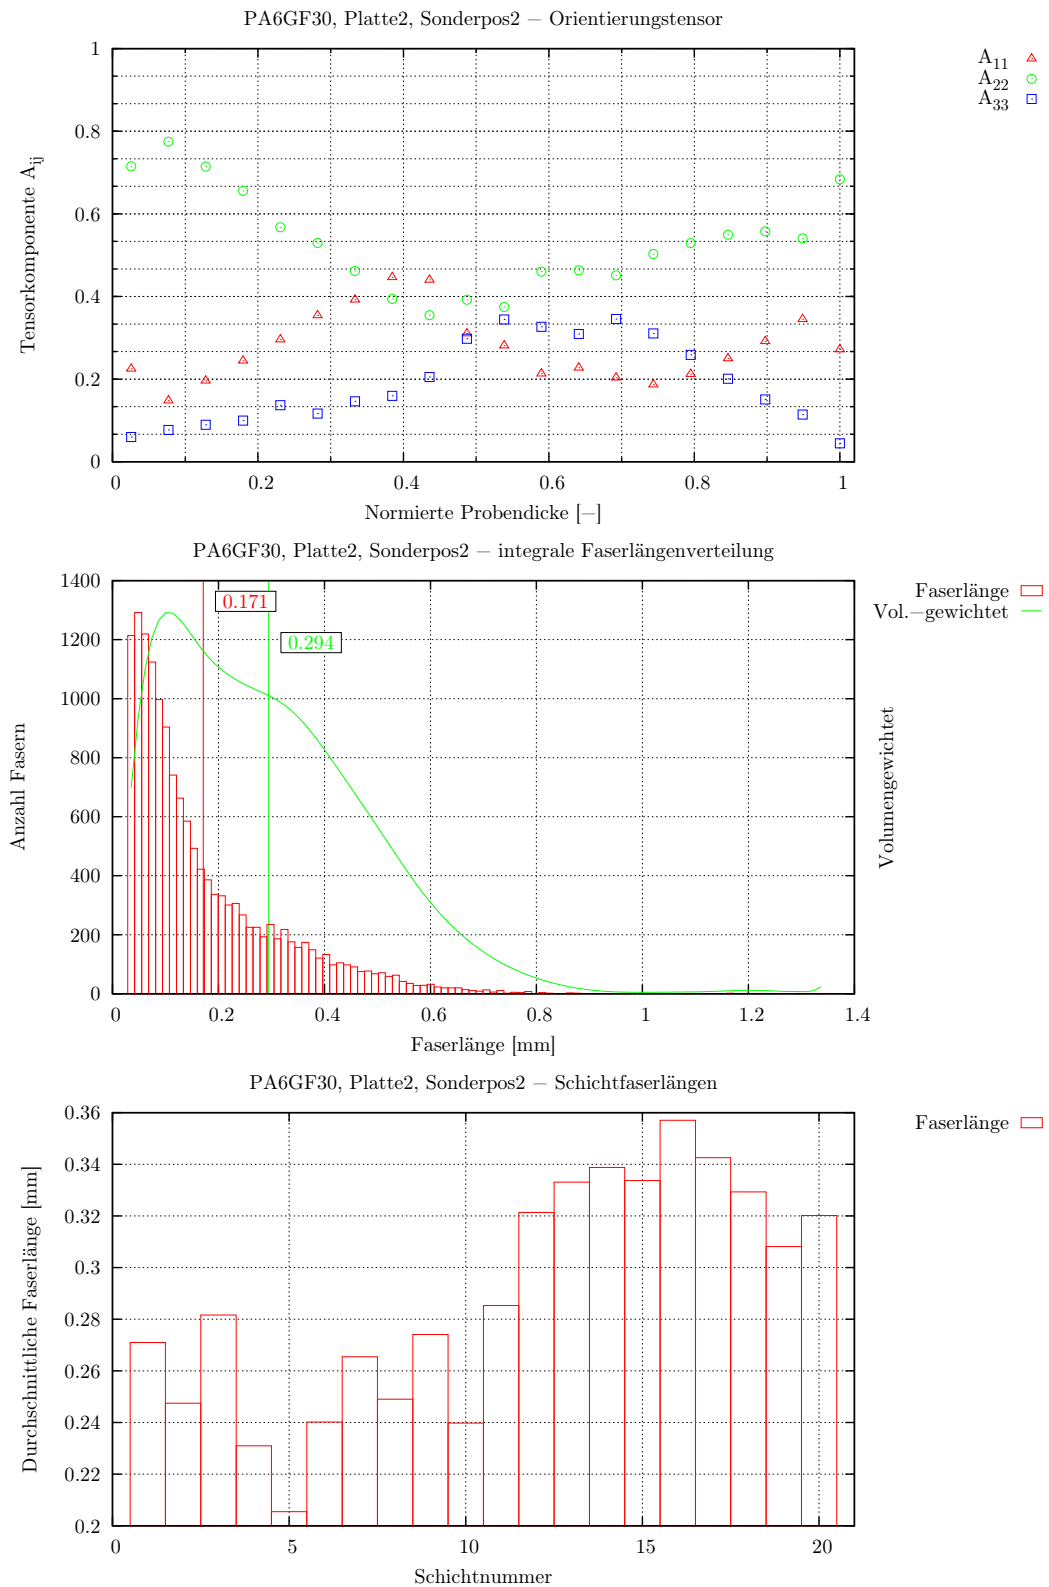 PA6GF30, Platte2, Sonderpos2 − Orientierungstensor
A11
A22
A33
Tensorkomponente Aij
1
0.8
0.6
0.4
0.2
0
0 0.2 0.4 0.6 0.8 1
Normierte Probendicke [−]
PA6GF30, Platte2, Sonderpos2 − integrale Faserlängenverteilung
Faserlänge
Vol.−gewichtet
0.171
0.294
Anzahl Fasern
Volumengewichtet
1400
1200
1000
800
600
400
200
0
0 0.2 0.4 0.6 0.8 1 1.2 1.4
Faserlänge [mm]
PA6GF30, Platte2, Sonderpos2 − Schichtfaserlängen
Faserlänge
Durchschnittliche Faserlänge [mm]
0.36
0.34
0.32
0.3
0.28
0.26
0.24
0.22
0.2
0 5 10 15 20
Schichtnummer